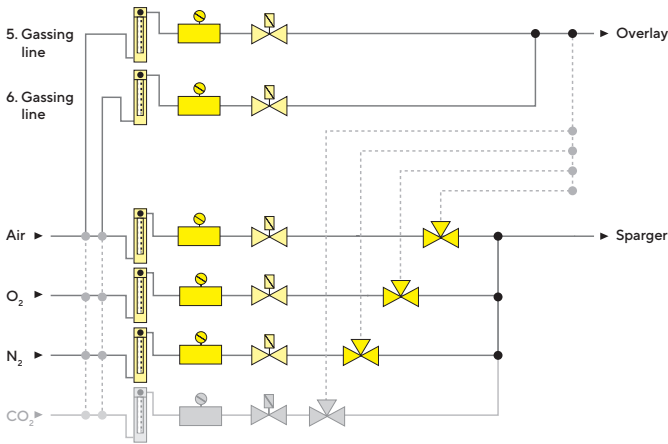 5. Gassing
line
Overlay
6. Gassing
line
Air
Sparger
O₂
N₂
CO₂